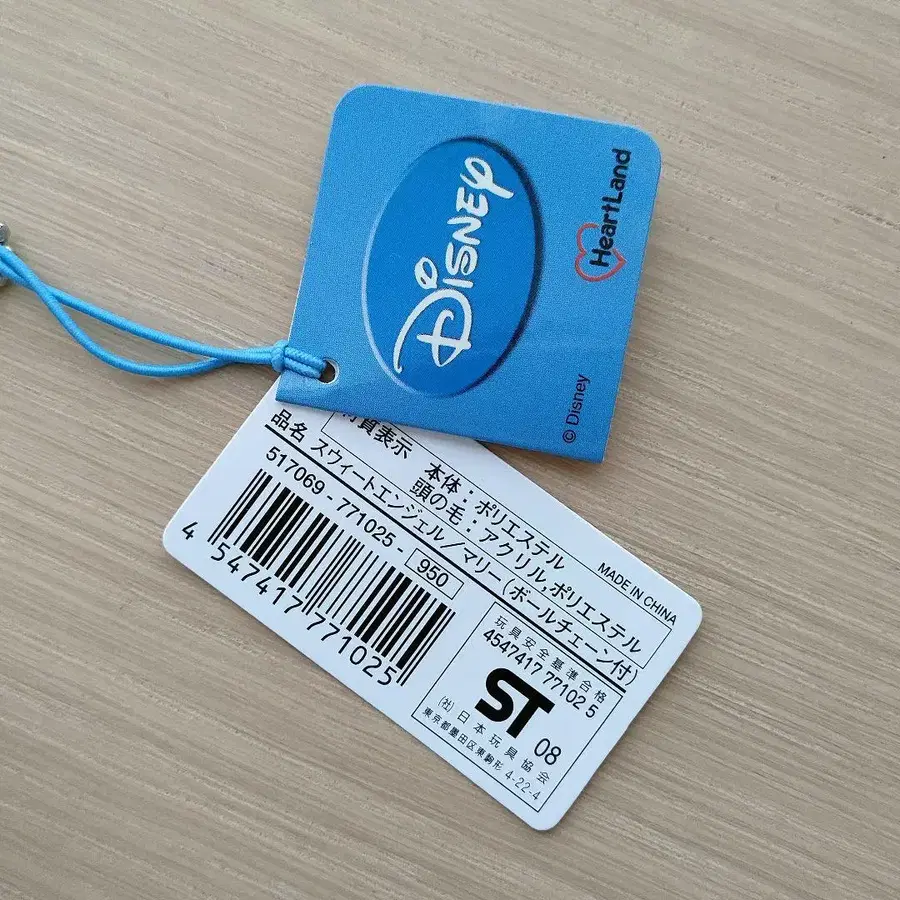 Disney
HeartLand
© Disney
材質表示
本体：ポリエステル
頭の毛：アクリル,ポリエステル
MADE IN CHINA
品名 スウィートエンジェル／マリー（ボールチェーン付）
517069 - 771025 - 950
4 547417 771025
玩具安全基準合格
4547417 77102 5
ST
08
(社)日本玩具協会
東京都墨田区東駒形 4-22-4